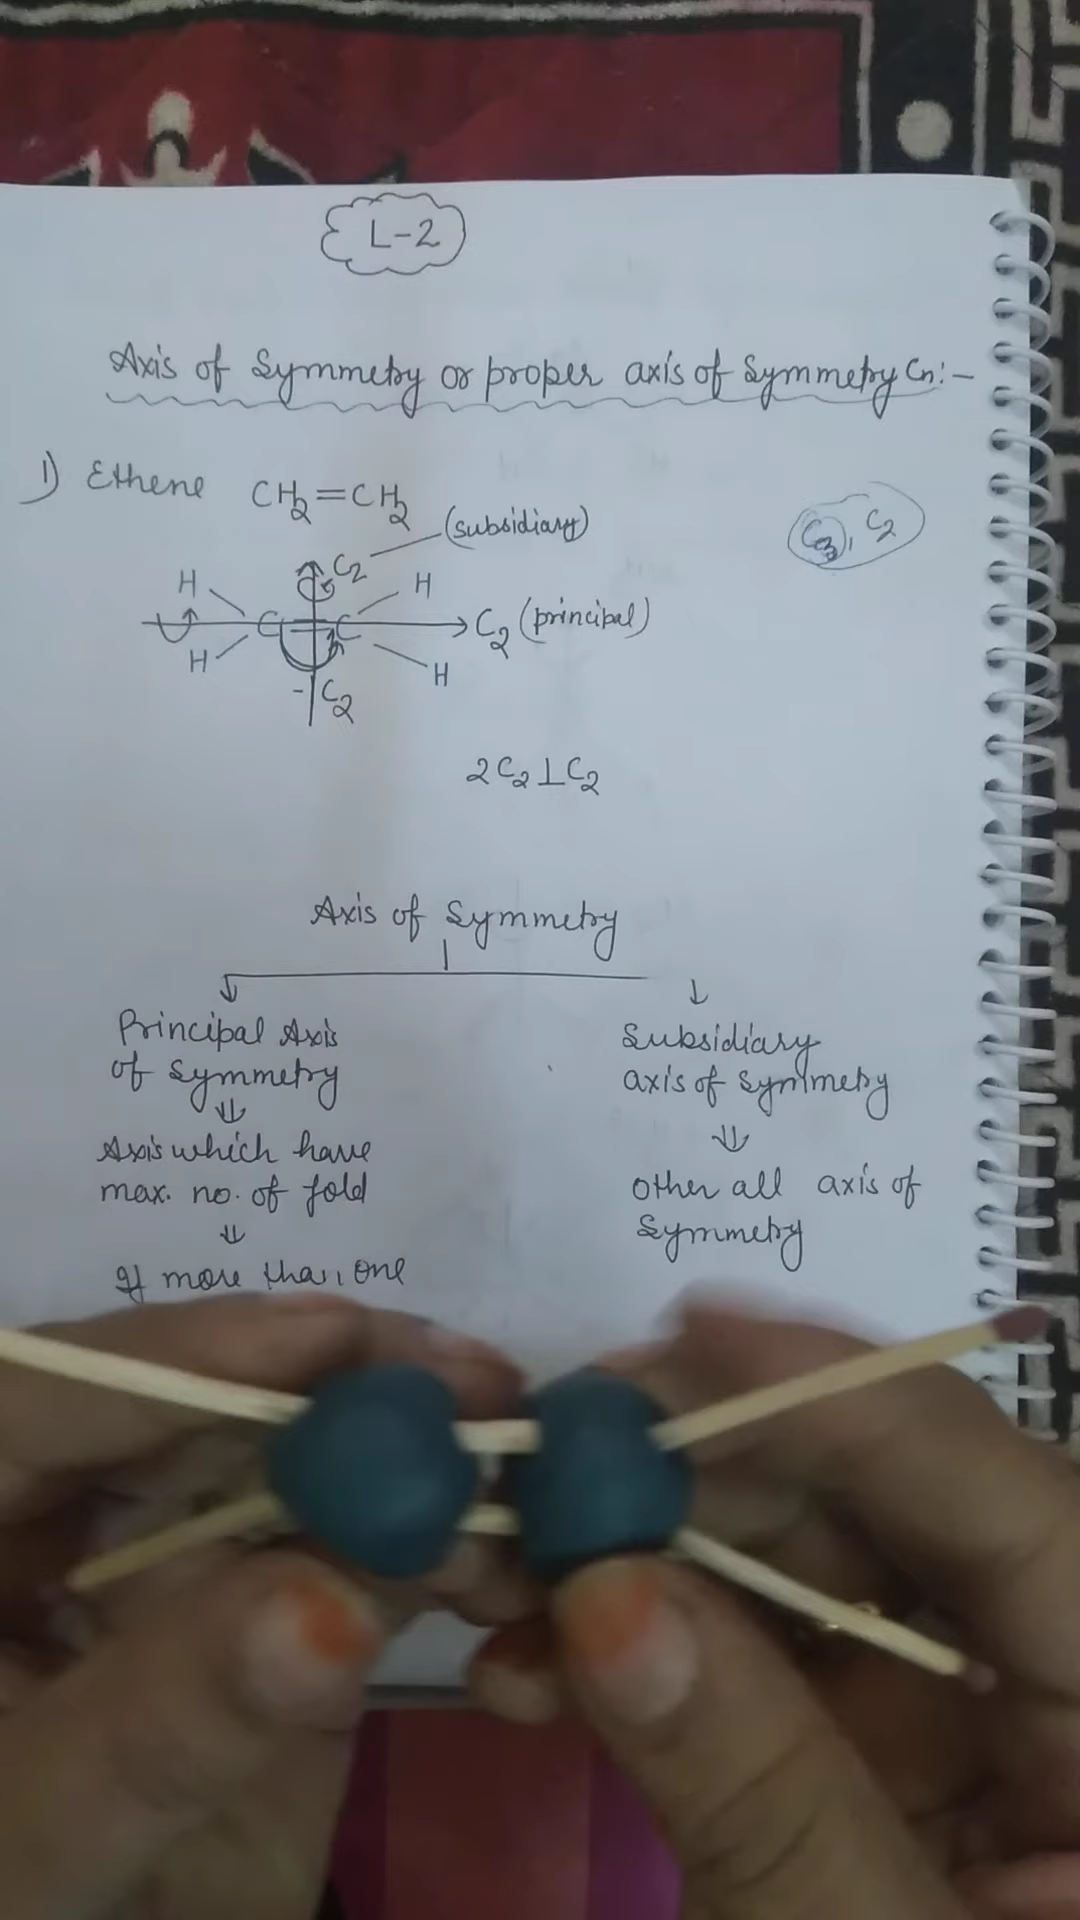 L-2
Axis of Symmetry or proper axis of Symmetry Cn:-
1) Ethene CH2=CH2
(subsidiary)
C3, C2
C2
H H
C C C2 (principal)
H H
C2
2C2⊥C2
Axis of Symmetry
Principal Axis
of Symmetry
Subsidiary
axis of Symmetry
Axis which have
max. no. of fold
Other all axis of
Symmetry
If more than one